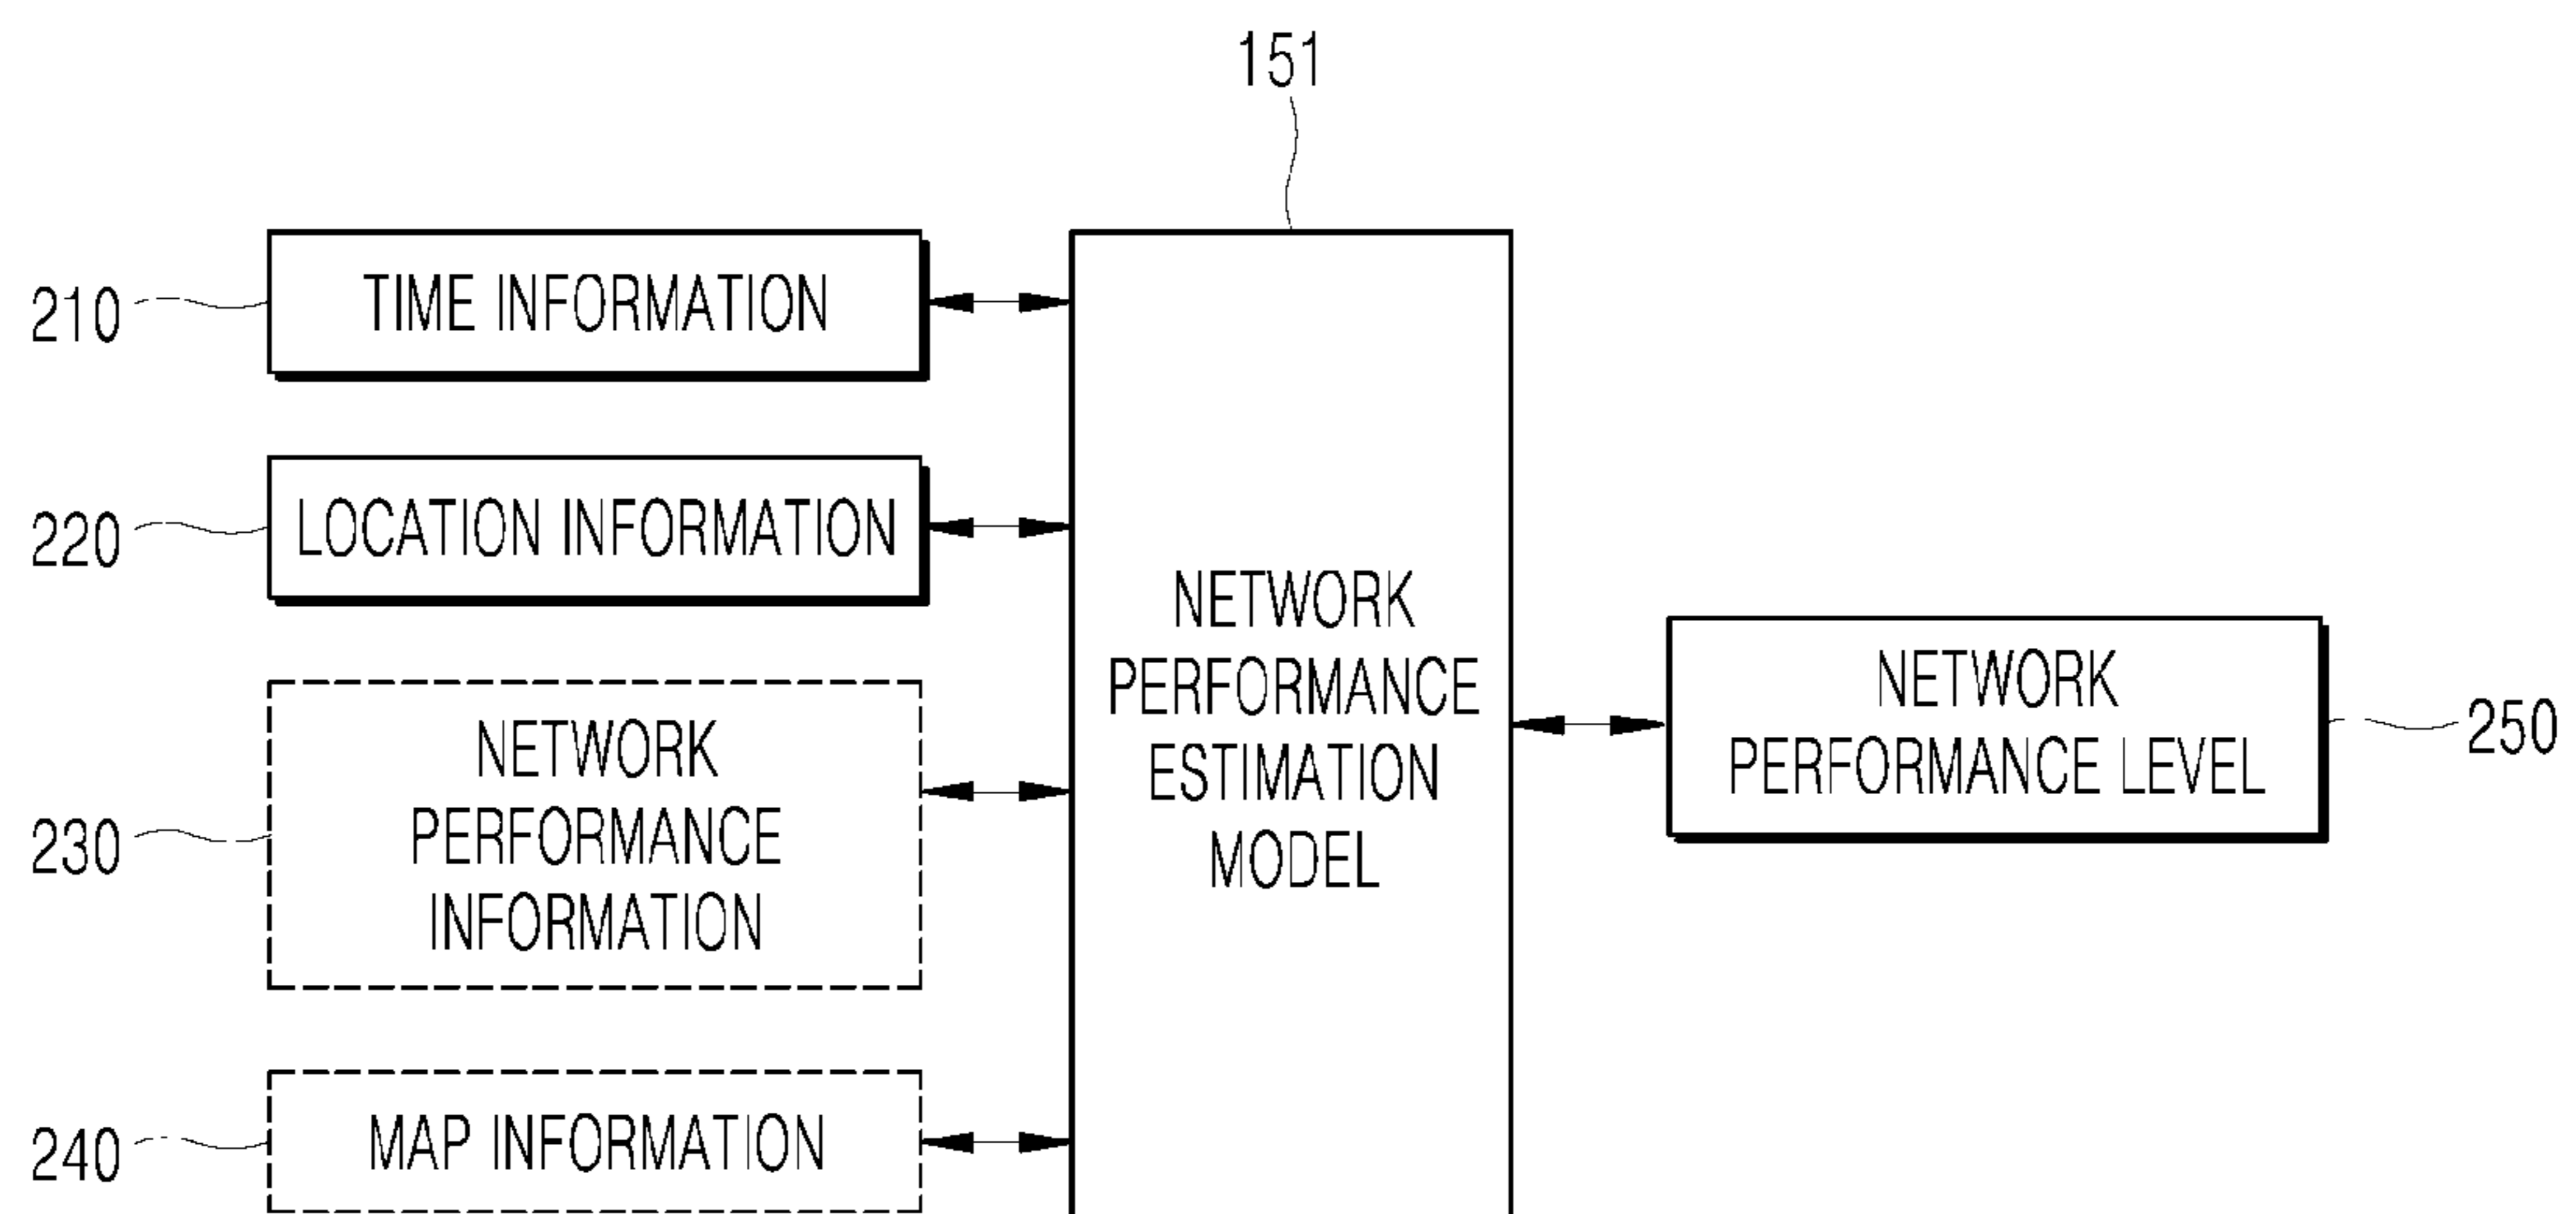 151
210
TIME INFORMATION
220
LOCATION INFORMATION
230
NETWORK
PERFORMANCE
INFORMATION
240
MAP INFORMATION
NETWORK
PERFORMANCE
ESTIMATION
MODEL
NETWORK
PERFORMANCE LEVEL
250